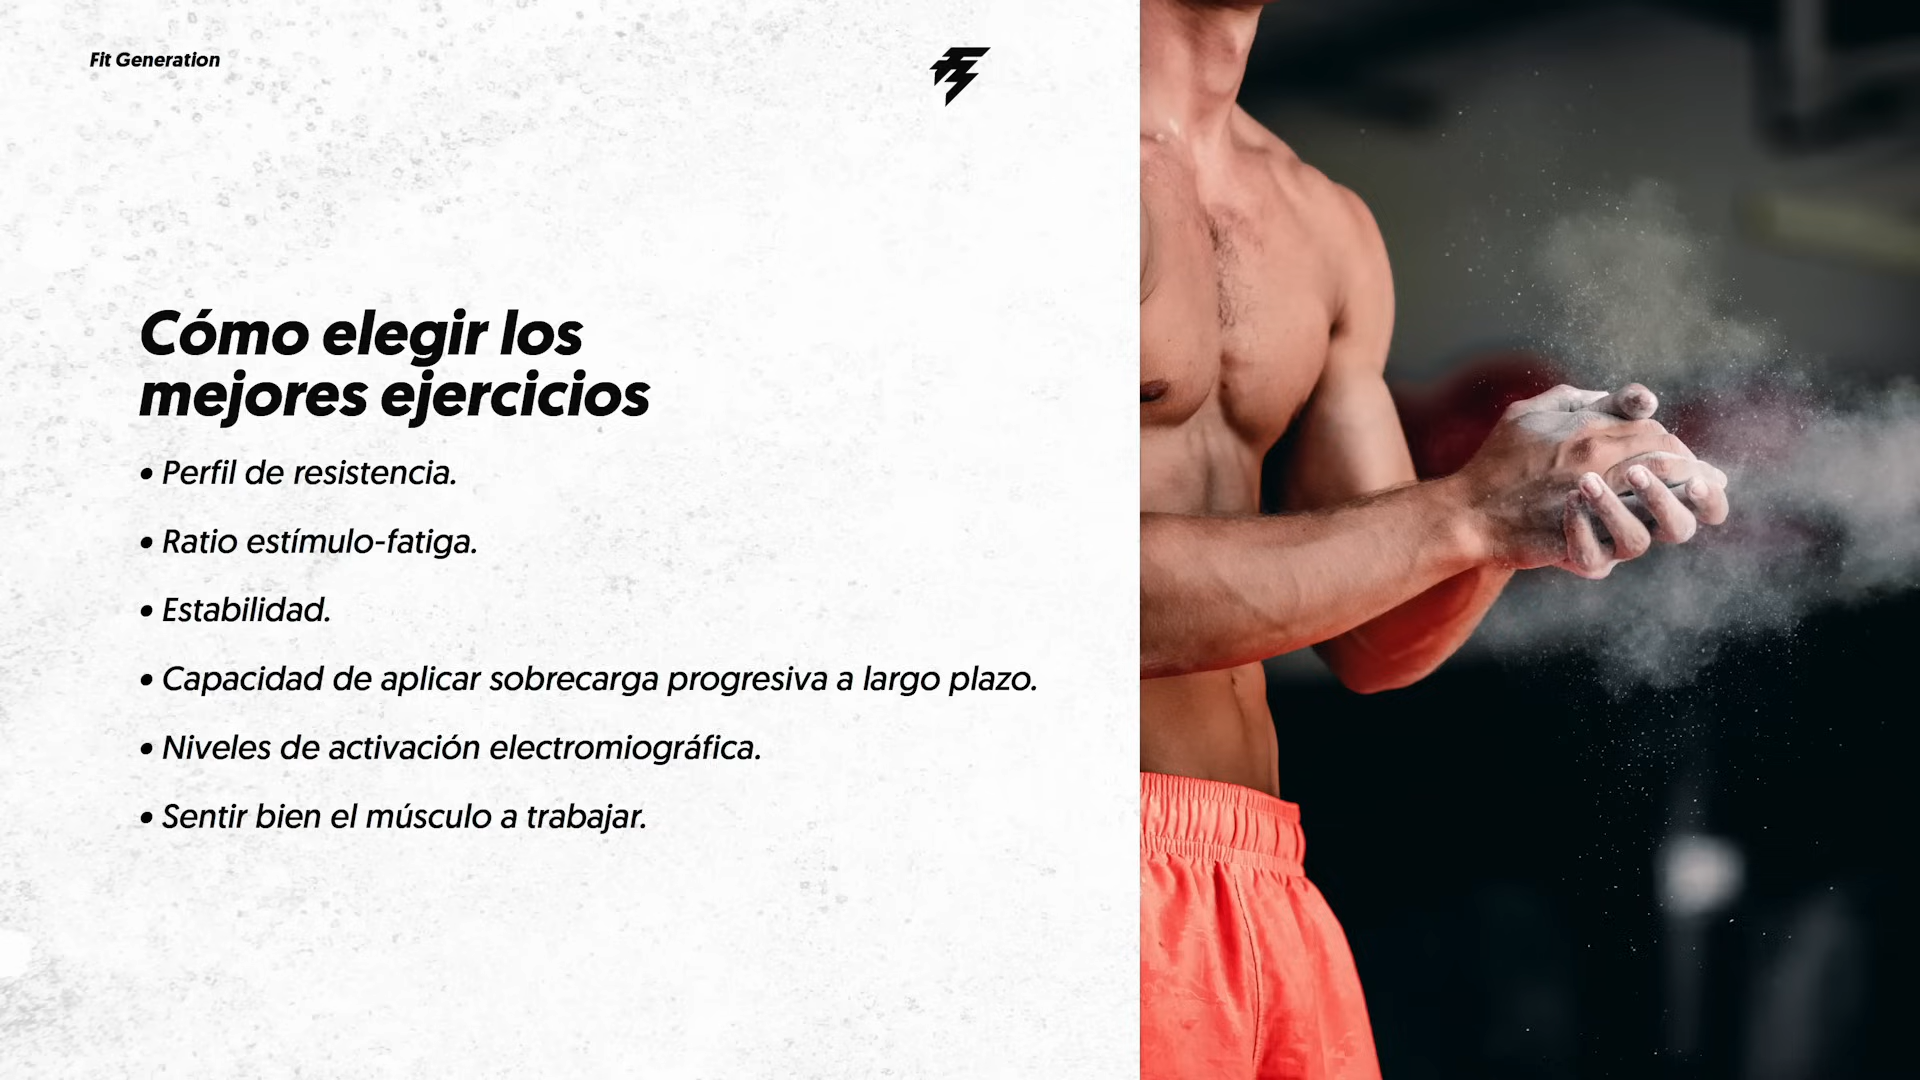 Fit Generation
Cómo elegir los
mejores ejercicios
• Perfil de resistencia.
• Ratio estímulo-fatiga.
• Estabilidad.
• Capacidad de aplicar sobrecarga progresiva a largo plazo.
• Niveles de activación electromiográfica.
• Sentir bien el músculo a trabajar.